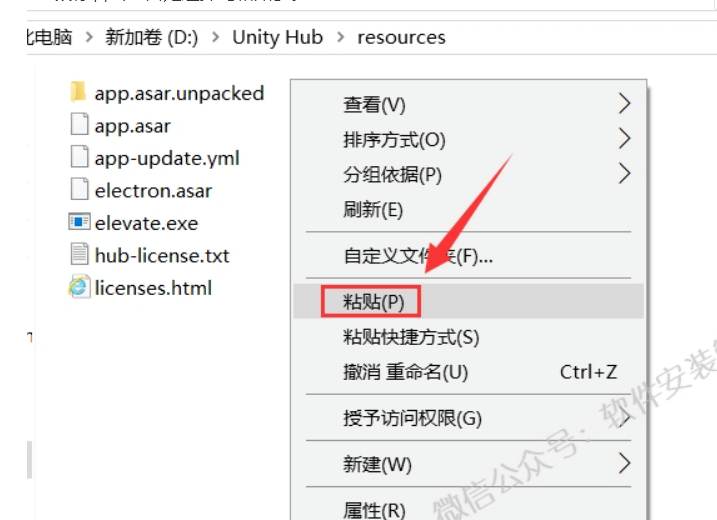 此电脑 > 新加卷 (D:) > Unity Hub > resources
app.asar.unpacked
app.asar
app-update.yml
electron.asar
elevate.exe
hub-license.txt
licenses.html
查看(V)
排序方式(O)
分组依据(P)
刷新(E)
自定义文件夹(F)...
粘贴(P)
粘贴快捷方式(S)
撤消 重命名(U) Ctrl+Z
授予访问权限(G)
新建(W)
属性(R)
微信公众号：软件安装